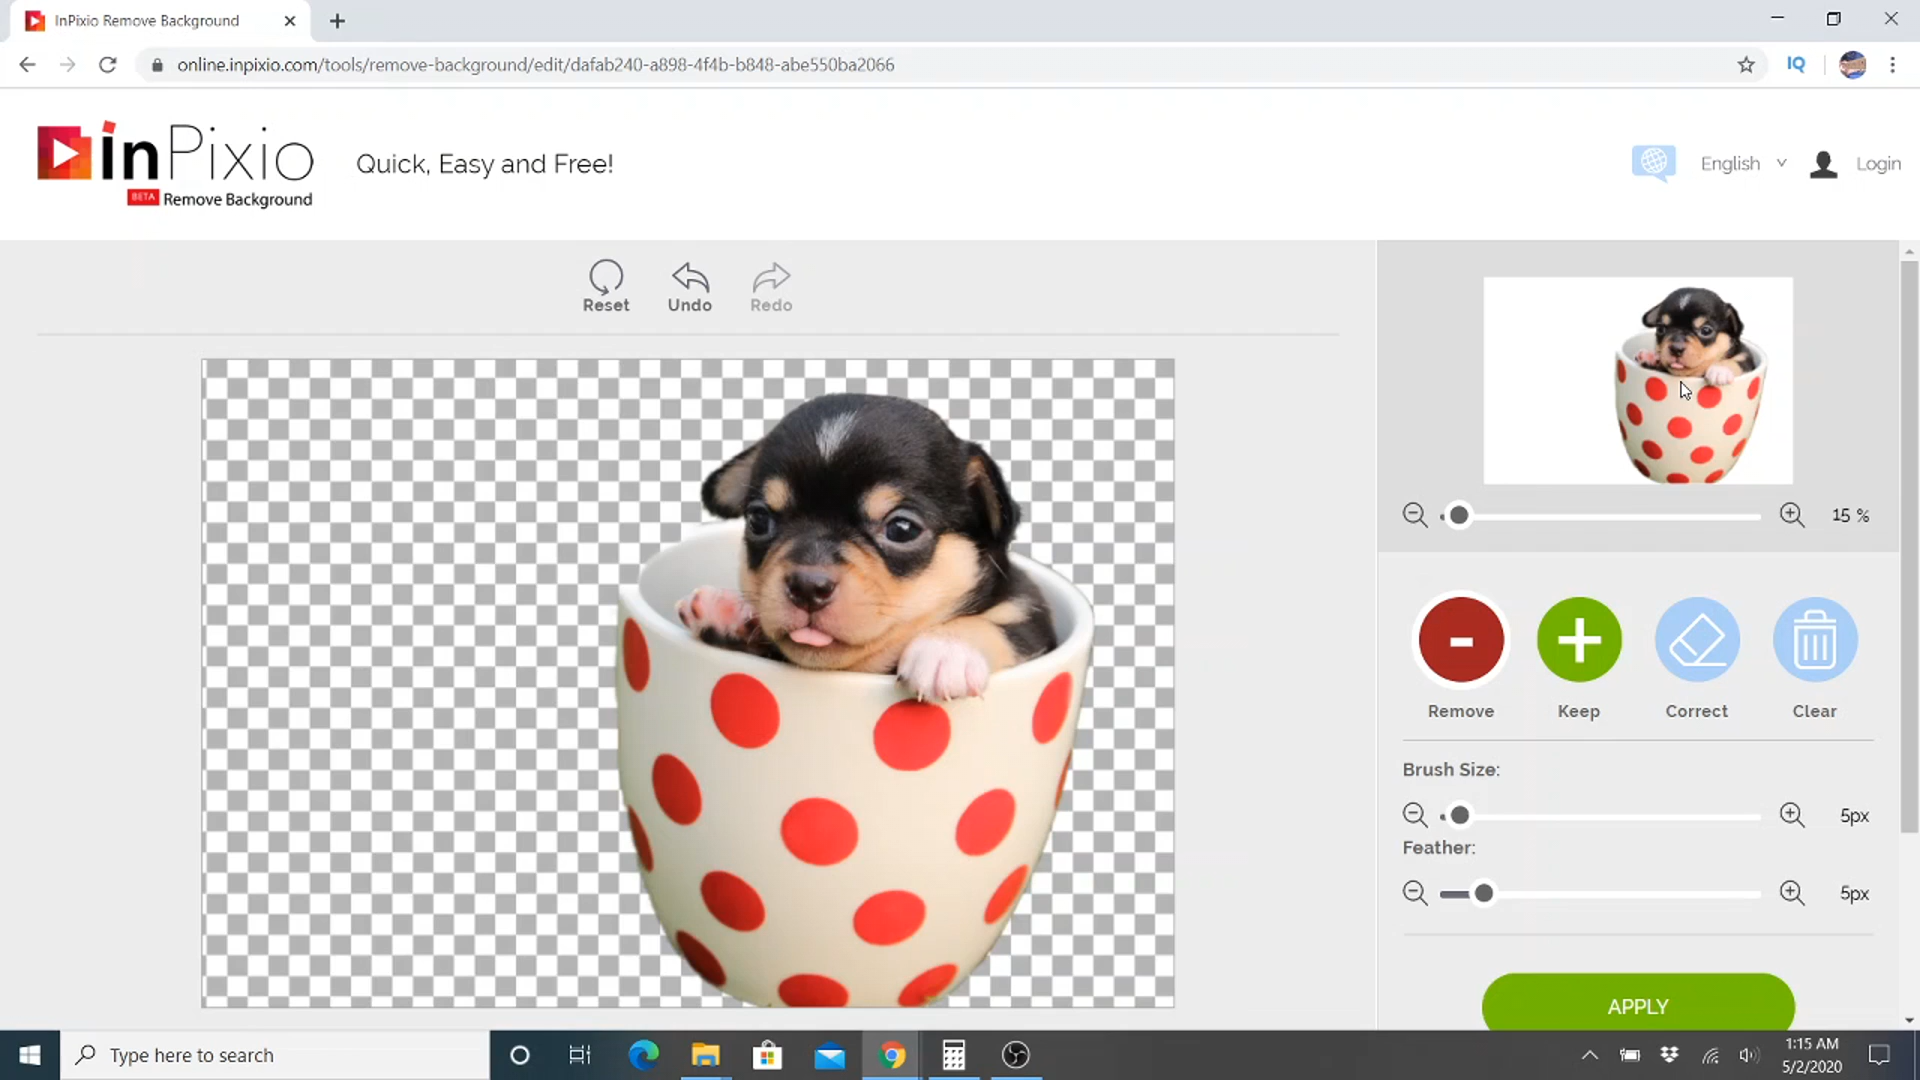 InPixio Remove Background
online.inpixio.com/tools/remove-background/edit/dafab240-a898-4f4b-b848-abe550ba2066
IQ
inPixio
BETA Remove Background
Quick, Easy and Free!
English
Login
Reset
Undo
Redo
15 %
Remove
Keep
Correct
Clear
Brush Size:
5px
Feather:
5px
APPLY
Type here to search
1:15 AM
5/2/2020